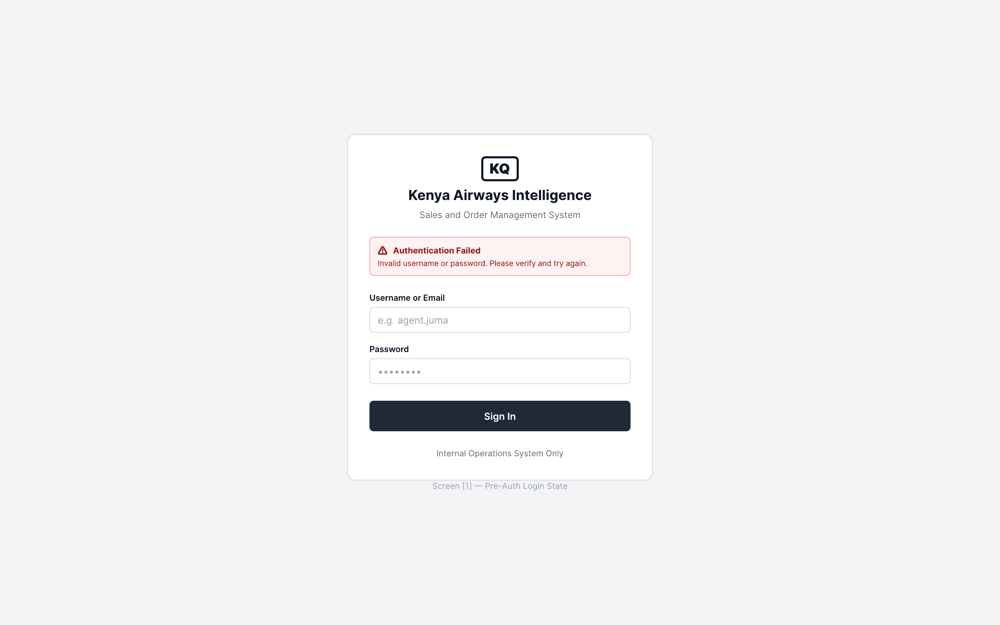 KQ
Kenya Airways Intelligence
Sales and Order Management System
Authentication Failed
Invalid username or password. Please verify and try again.
Username or Email
e.g. agent.juma
Password
••••••••
Sign In
Internal Operations System Only
Screen [1] — Pre-Auth Login State